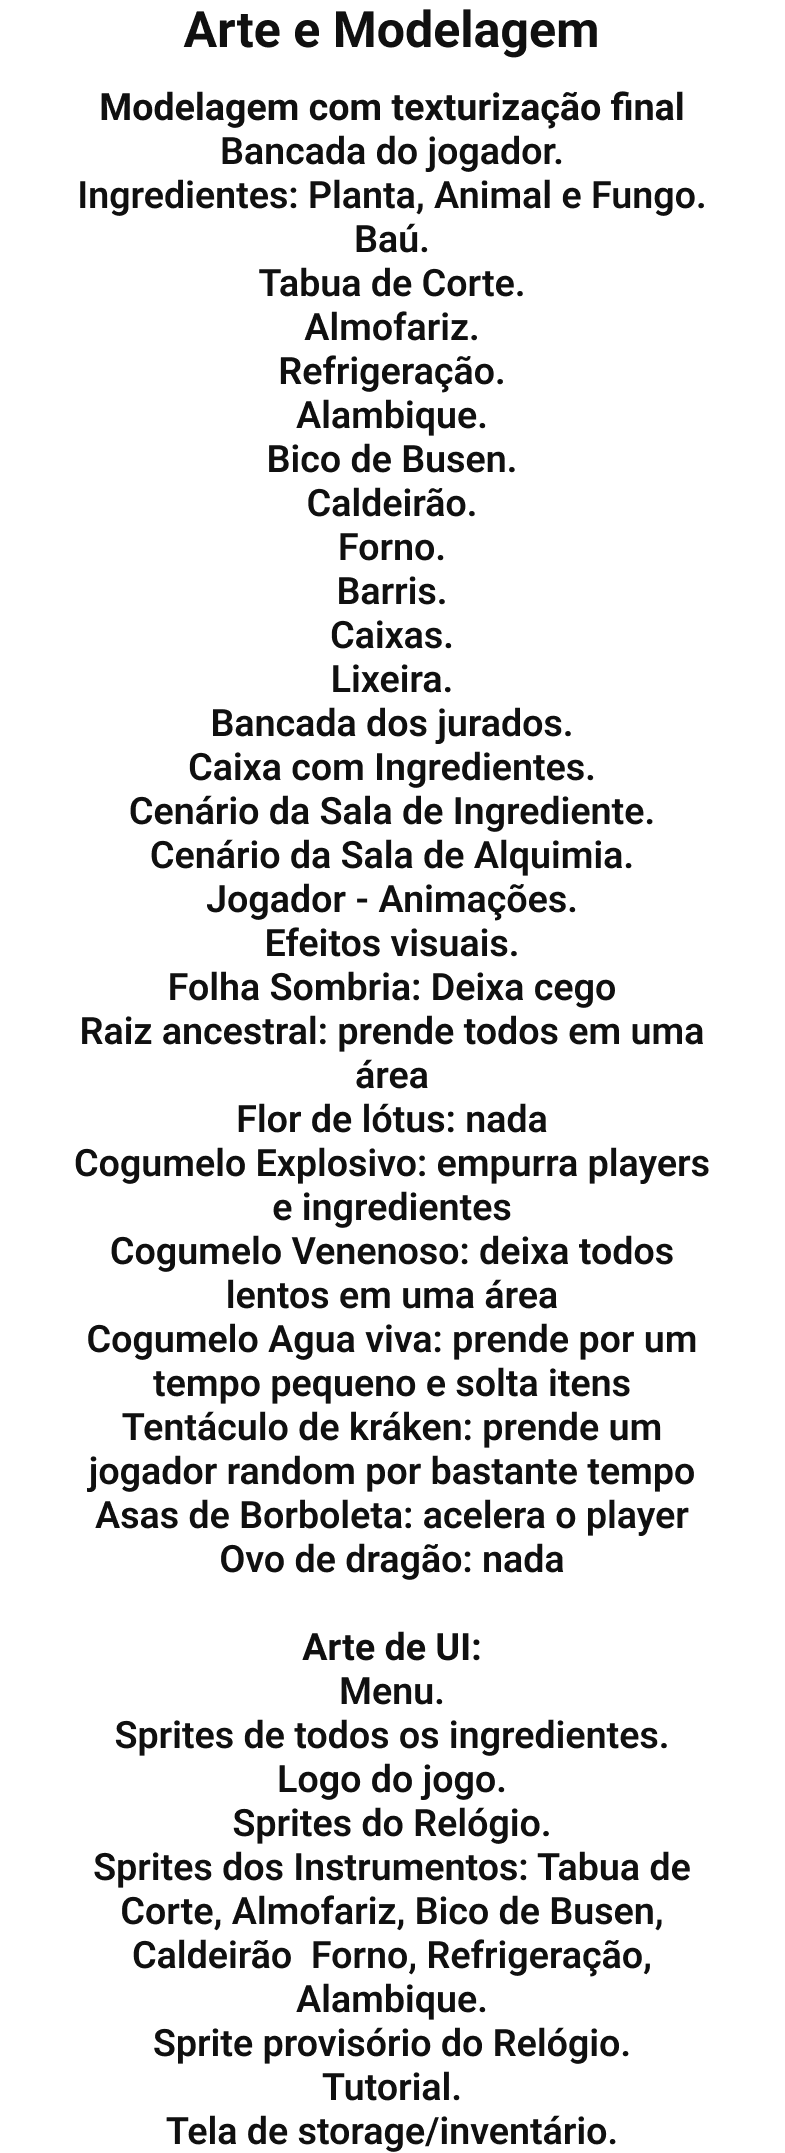 Arte e Modelagem
Modelagem com texturização final
Bancada do jogador.
Ingredientes: Planta, Animal e Fungo.
Baú.
Tabua de Corte.
Almofariz.
Refrigeração.
Alambique.
Bico de Busen.
Caldeirão.
Forno.
Barris.
Caixas.
Lixeira.
Bancada dos jurados.
Caixa com Ingredientes.
Cenário da Sala de Ingrediente.
Cenário da Sala de Alquimia.
Jogador - Animações.
Efeitos visuais.
Folha Sombria: Deixa cego
Raiz ancestral: prende todos em uma
área
Flor de lótus: nada
Cogumelo Explosivo: empurra players
e ingredientes
Cogumelo Venenoso: deixa todos
lentos em uma área
Cogumelo Agua viva: prende por um
tempo pequeno e solta itens
Tentáculo de kráken: prende um
jogador random por bastante tempo
Asas de Borboleta: acelera o player
Ovo de dragão: nada
Arte de UI:
Menu.
Sprites de todos os ingredientes.
Logo do jogo.
Sprites do Relógio.
Sprites dos Instrumentos: Tabua de
Corte, Almofariz, Bico de Busen,
Caldeirão  Forno, Refrigeração,
Alambique.
Sprite provisório do Relógio.
Tutorial.
Tela de storage/inventário.